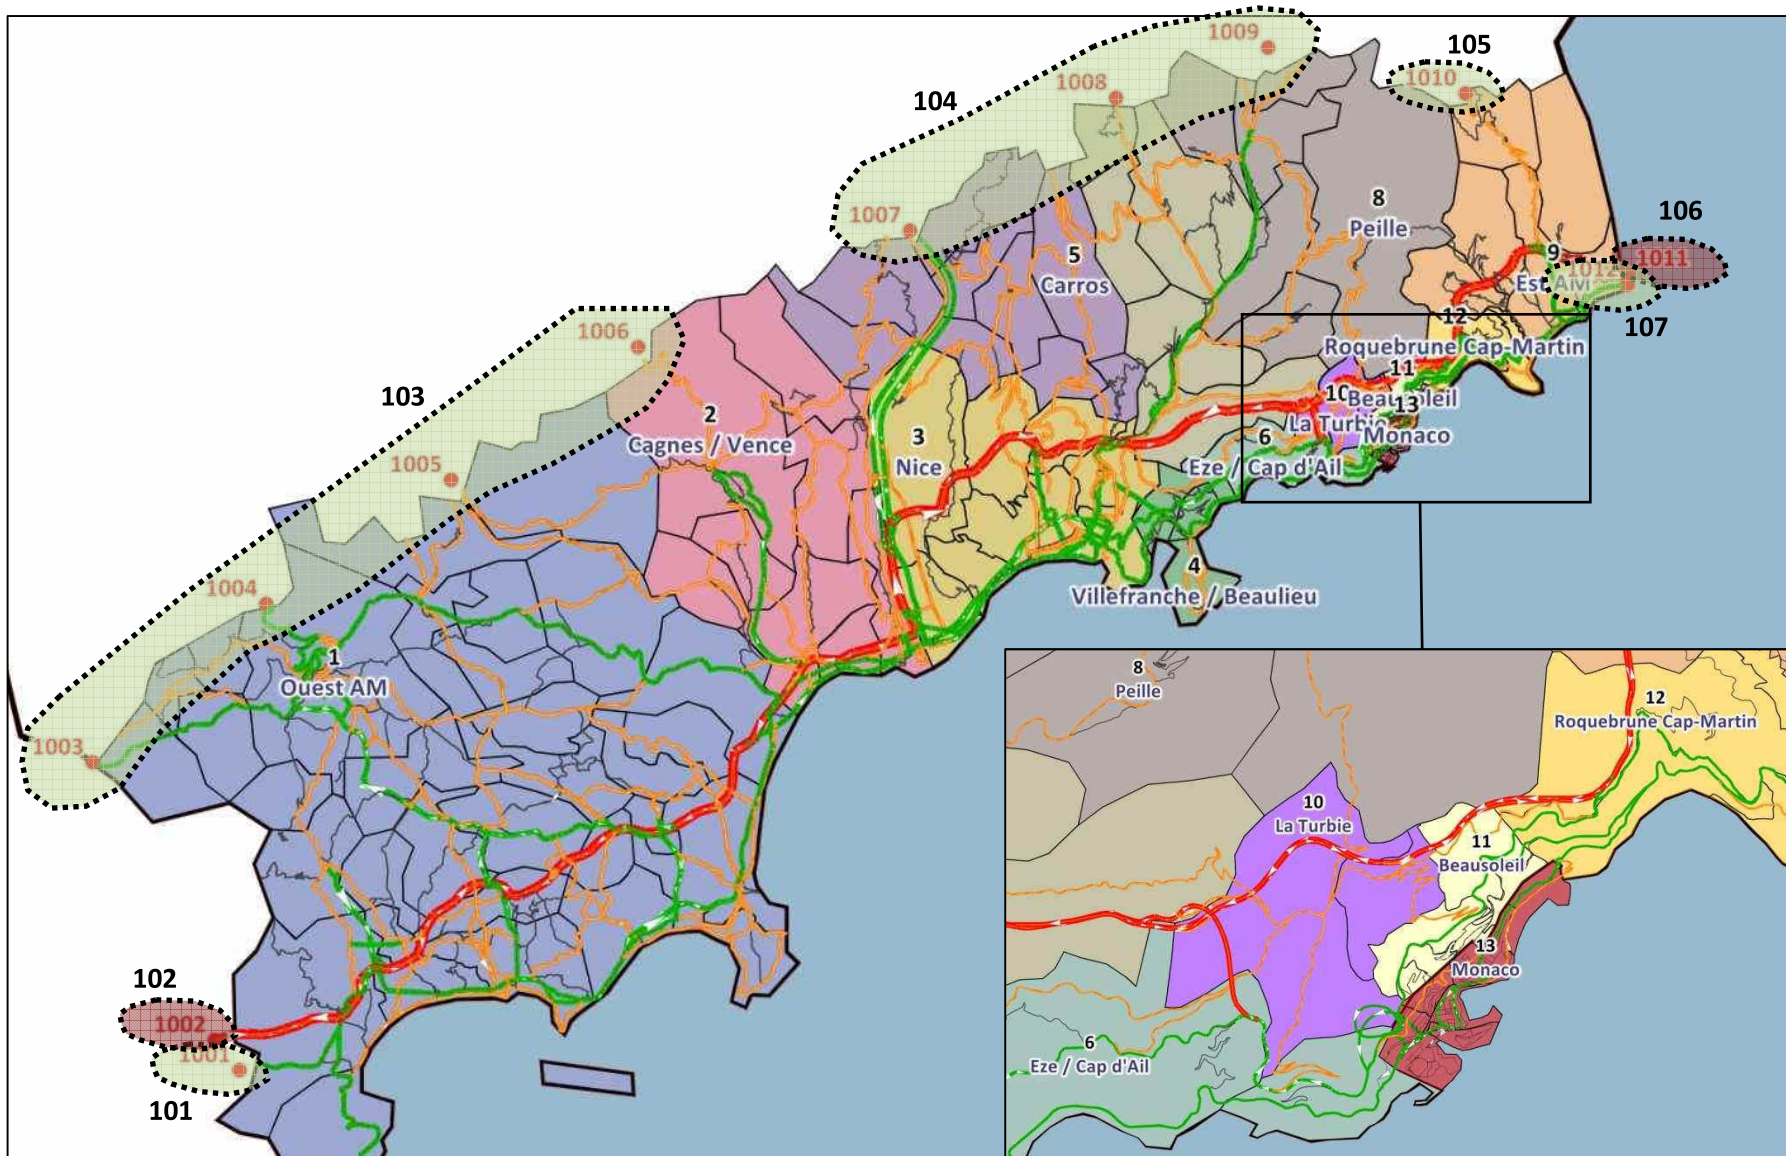 1009
105
1010
1008
104
8
Peille
1007
106
5
Carros
9
1011
1012
Est AM
107
1006
12
Roquebrune Cap-Martin
11
103
10
Beausoleil
13
2
Cagnes / Vence
3
Nice
6
La Turbie
Monaco
1005
Eze / Cap d'Ail
4
Villefranche / Beaulieu
1004
1
Ouest AM
1003
8
Peille
12
Roquebrune Cap-Martin
10
La Turbie
11
Beausoleil
13
Monaco
102
1002
1001
101
6
Eze / Cap d'Ail